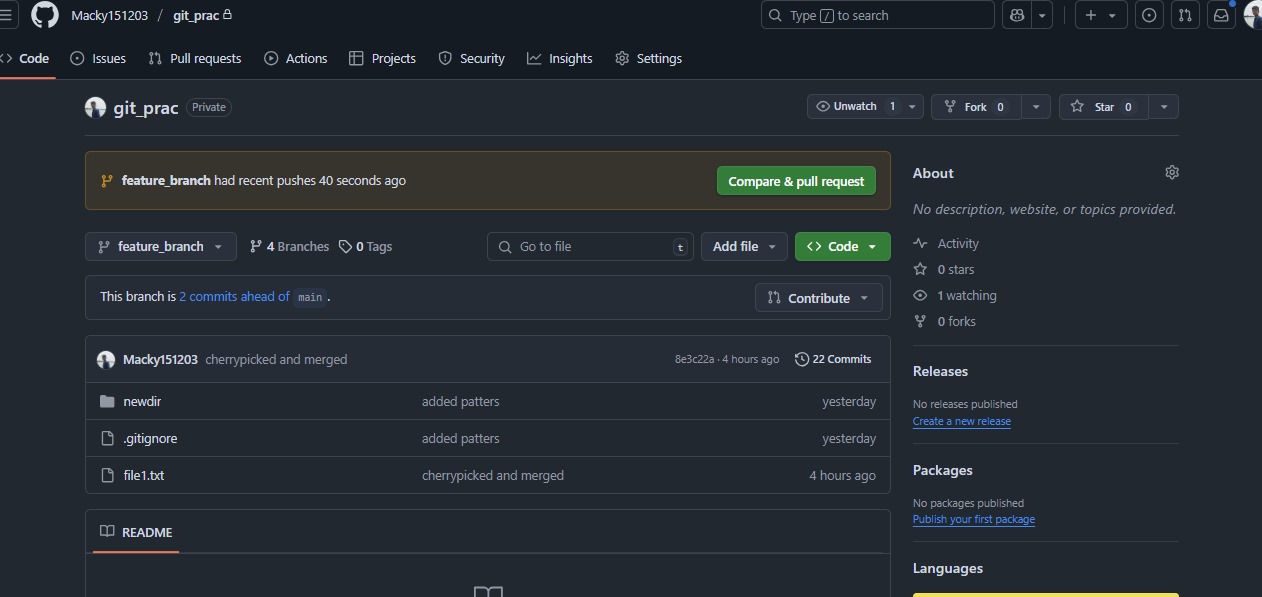 Macky151203 / git_prac
Type / to search
Code
Issues
Pull requests
Actions
Projects
Security
Insights
Settings
git_prac Private
Unwatch 1
Fork 0
Star 0
feature_branch had recent pushes 40 seconds ago
Compare & pull request
feature_branch
4 Branches
0 Tags
Go to file t
Add file
<> Code
This branch is 2 commits ahead of main .
Contribute
Macky151203 cherrypicked and merged 8e3c22a · 4 hours ago 22 Commits
newdir added patters yesterday
.gitignore added patters yesterday
file1.txt cherrypicked and merged 4 hours ago
README
About
No description, website, or topics provided.
Activity
0 stars
1 watching
0 forks
Releases
No releases published
Create a new release
Packages
No packages published
Publish your first package
Languages